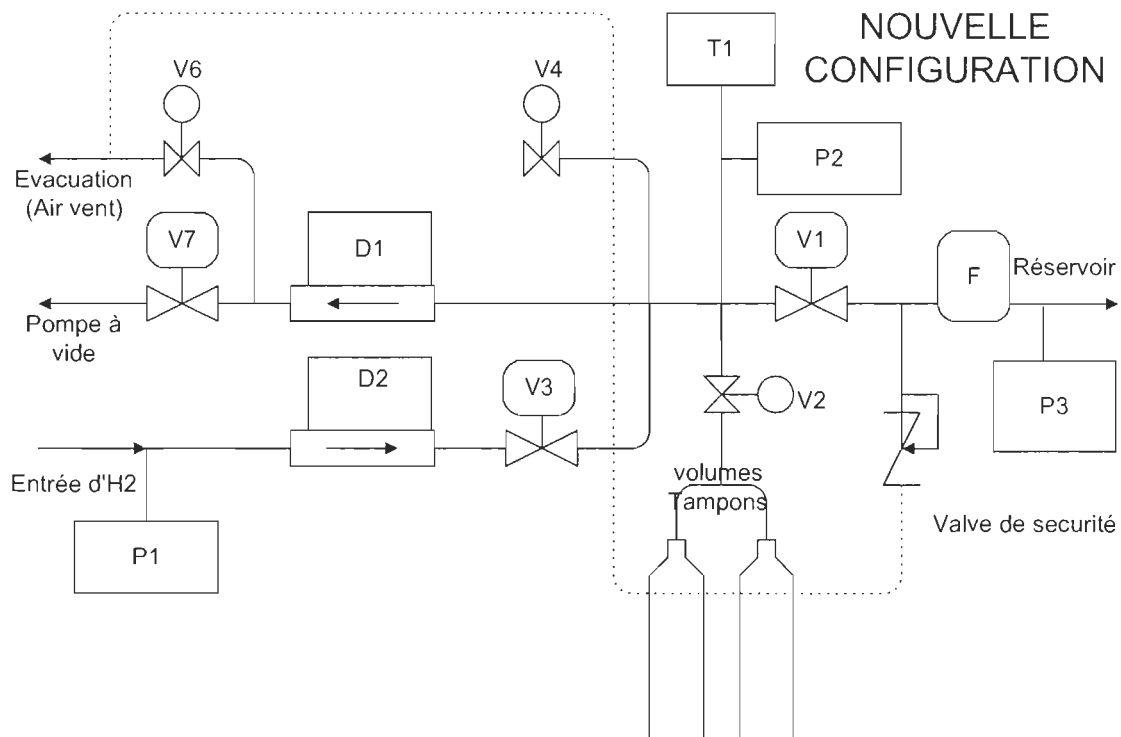 NOUVELLE
CONFIGURATION
T1
V6
V4
P2
Evacuation
(Air vent)
V7
D1
V1
F
Réservoir
Pompe à
vide
D2
V3
V2
P3
Entrée d'H2
volumes
Tampons
Valve de securité
P1